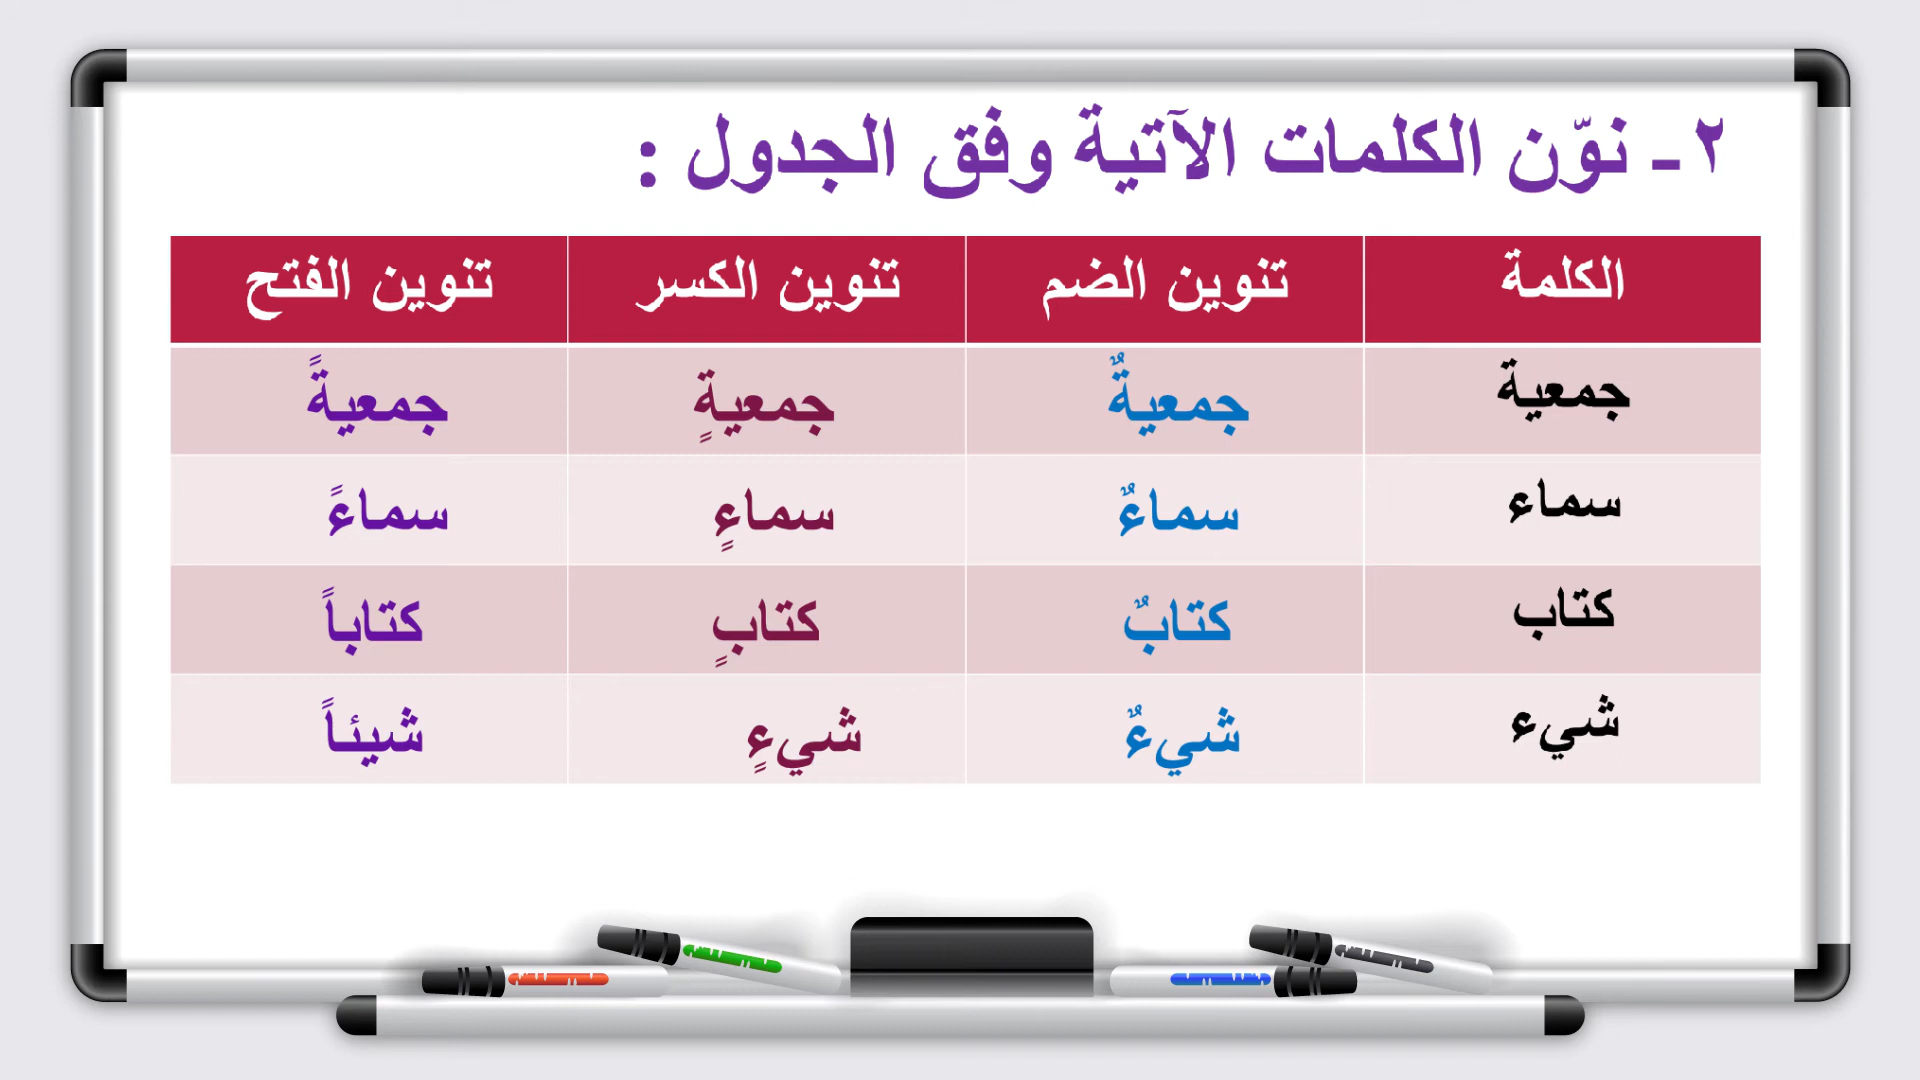 ٢- نوّن الكلمات الآتية وفق الجدول :
الكلمة تنوين الضم تنوين الكسر تنوين الفتح
جمعية جمعيةٌ جمعيةٍ جمعيةً
سماء سماءٌ سماءٍ سماءً
كتاب كتابٌ كتابٍ كتاباً
شيء شيءٌ شيءٍ شيئاً